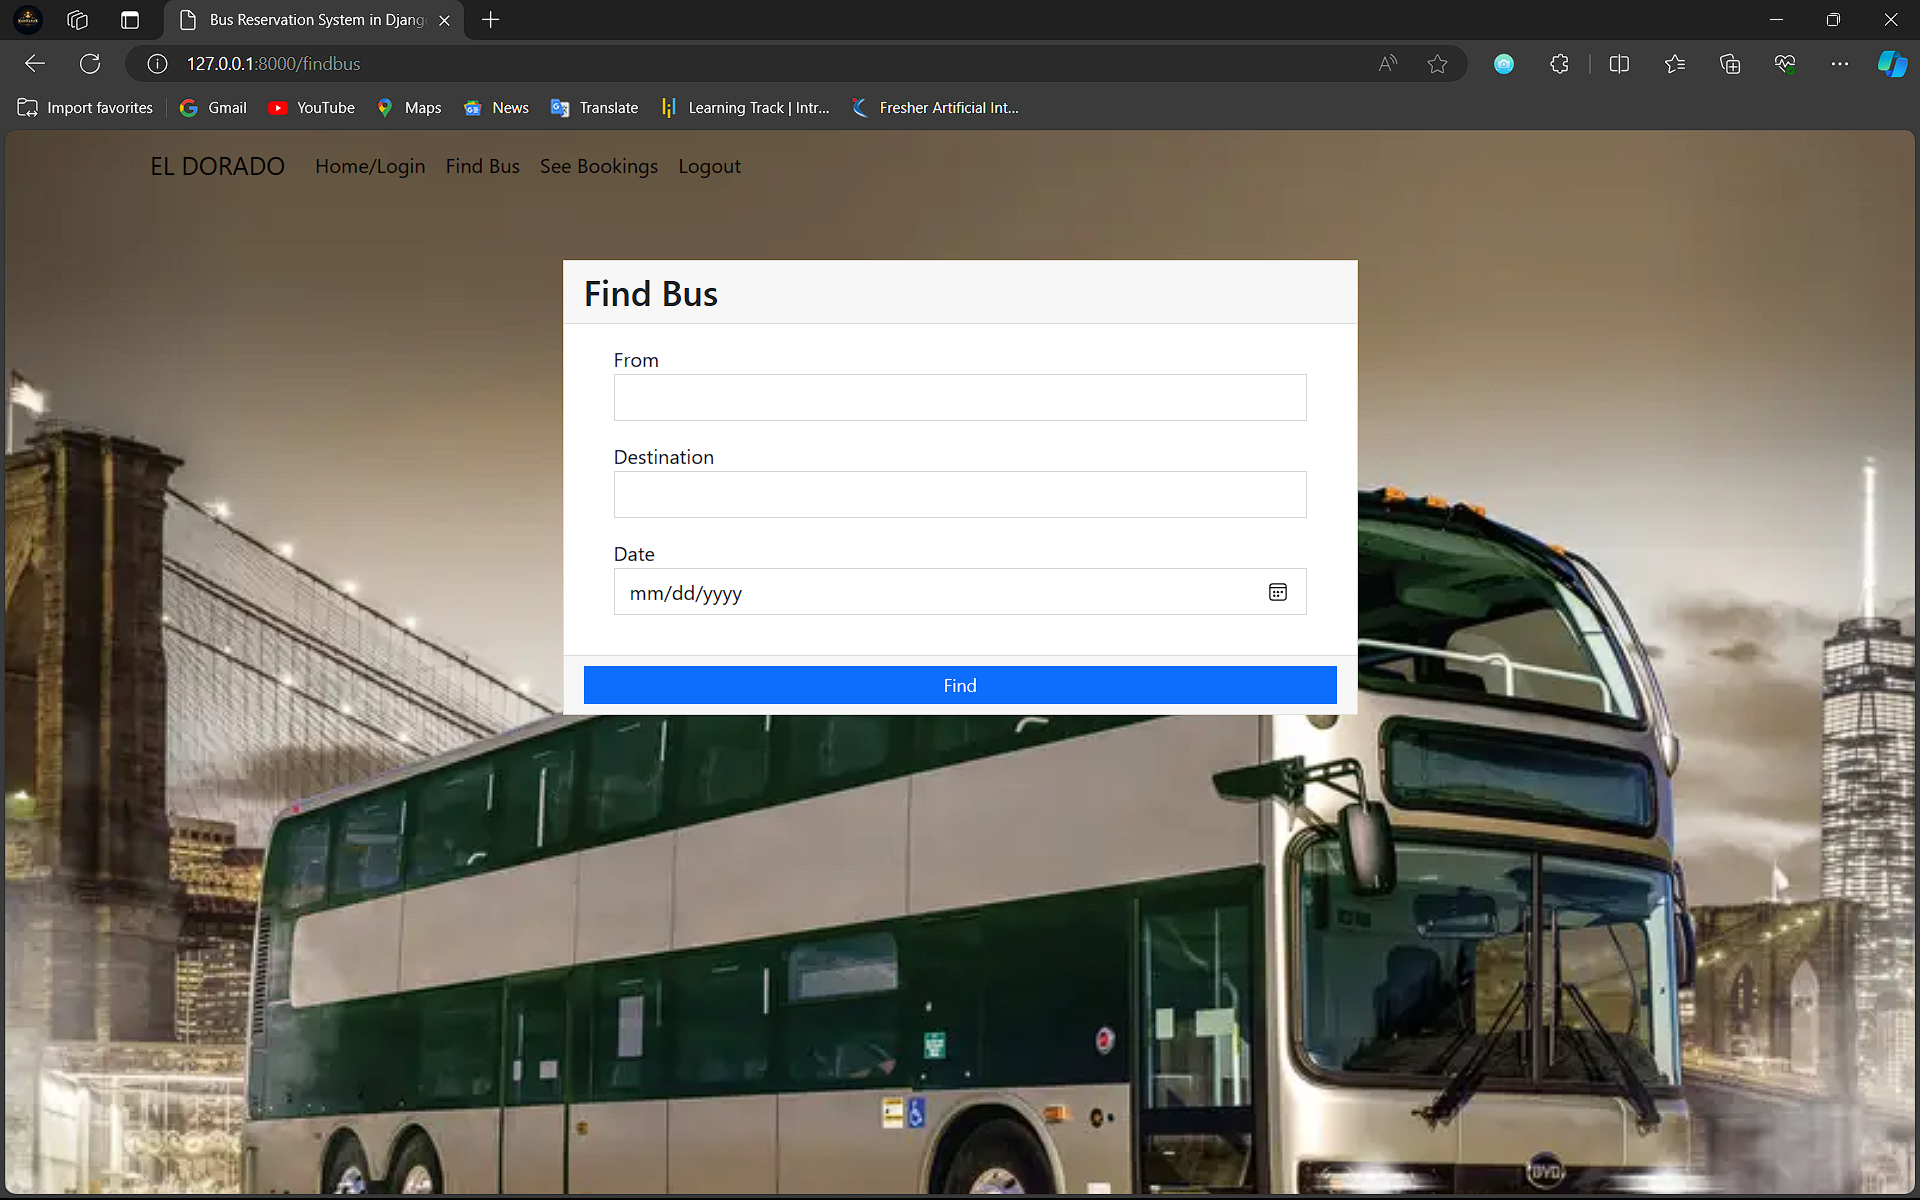 Bus Reservation System in Djang
127.0.0.1:8000/findbus
Import favorites
Gmail
YouTube
Maps
News
Translate
Learning Track | Intr...
Fresher Artificial Int...
EL DORADO
Home/Login
Find Bus
See Bookings
Logout
Find Bus
From
Destination
Date
mm/dd/yyyy
Find
BYD